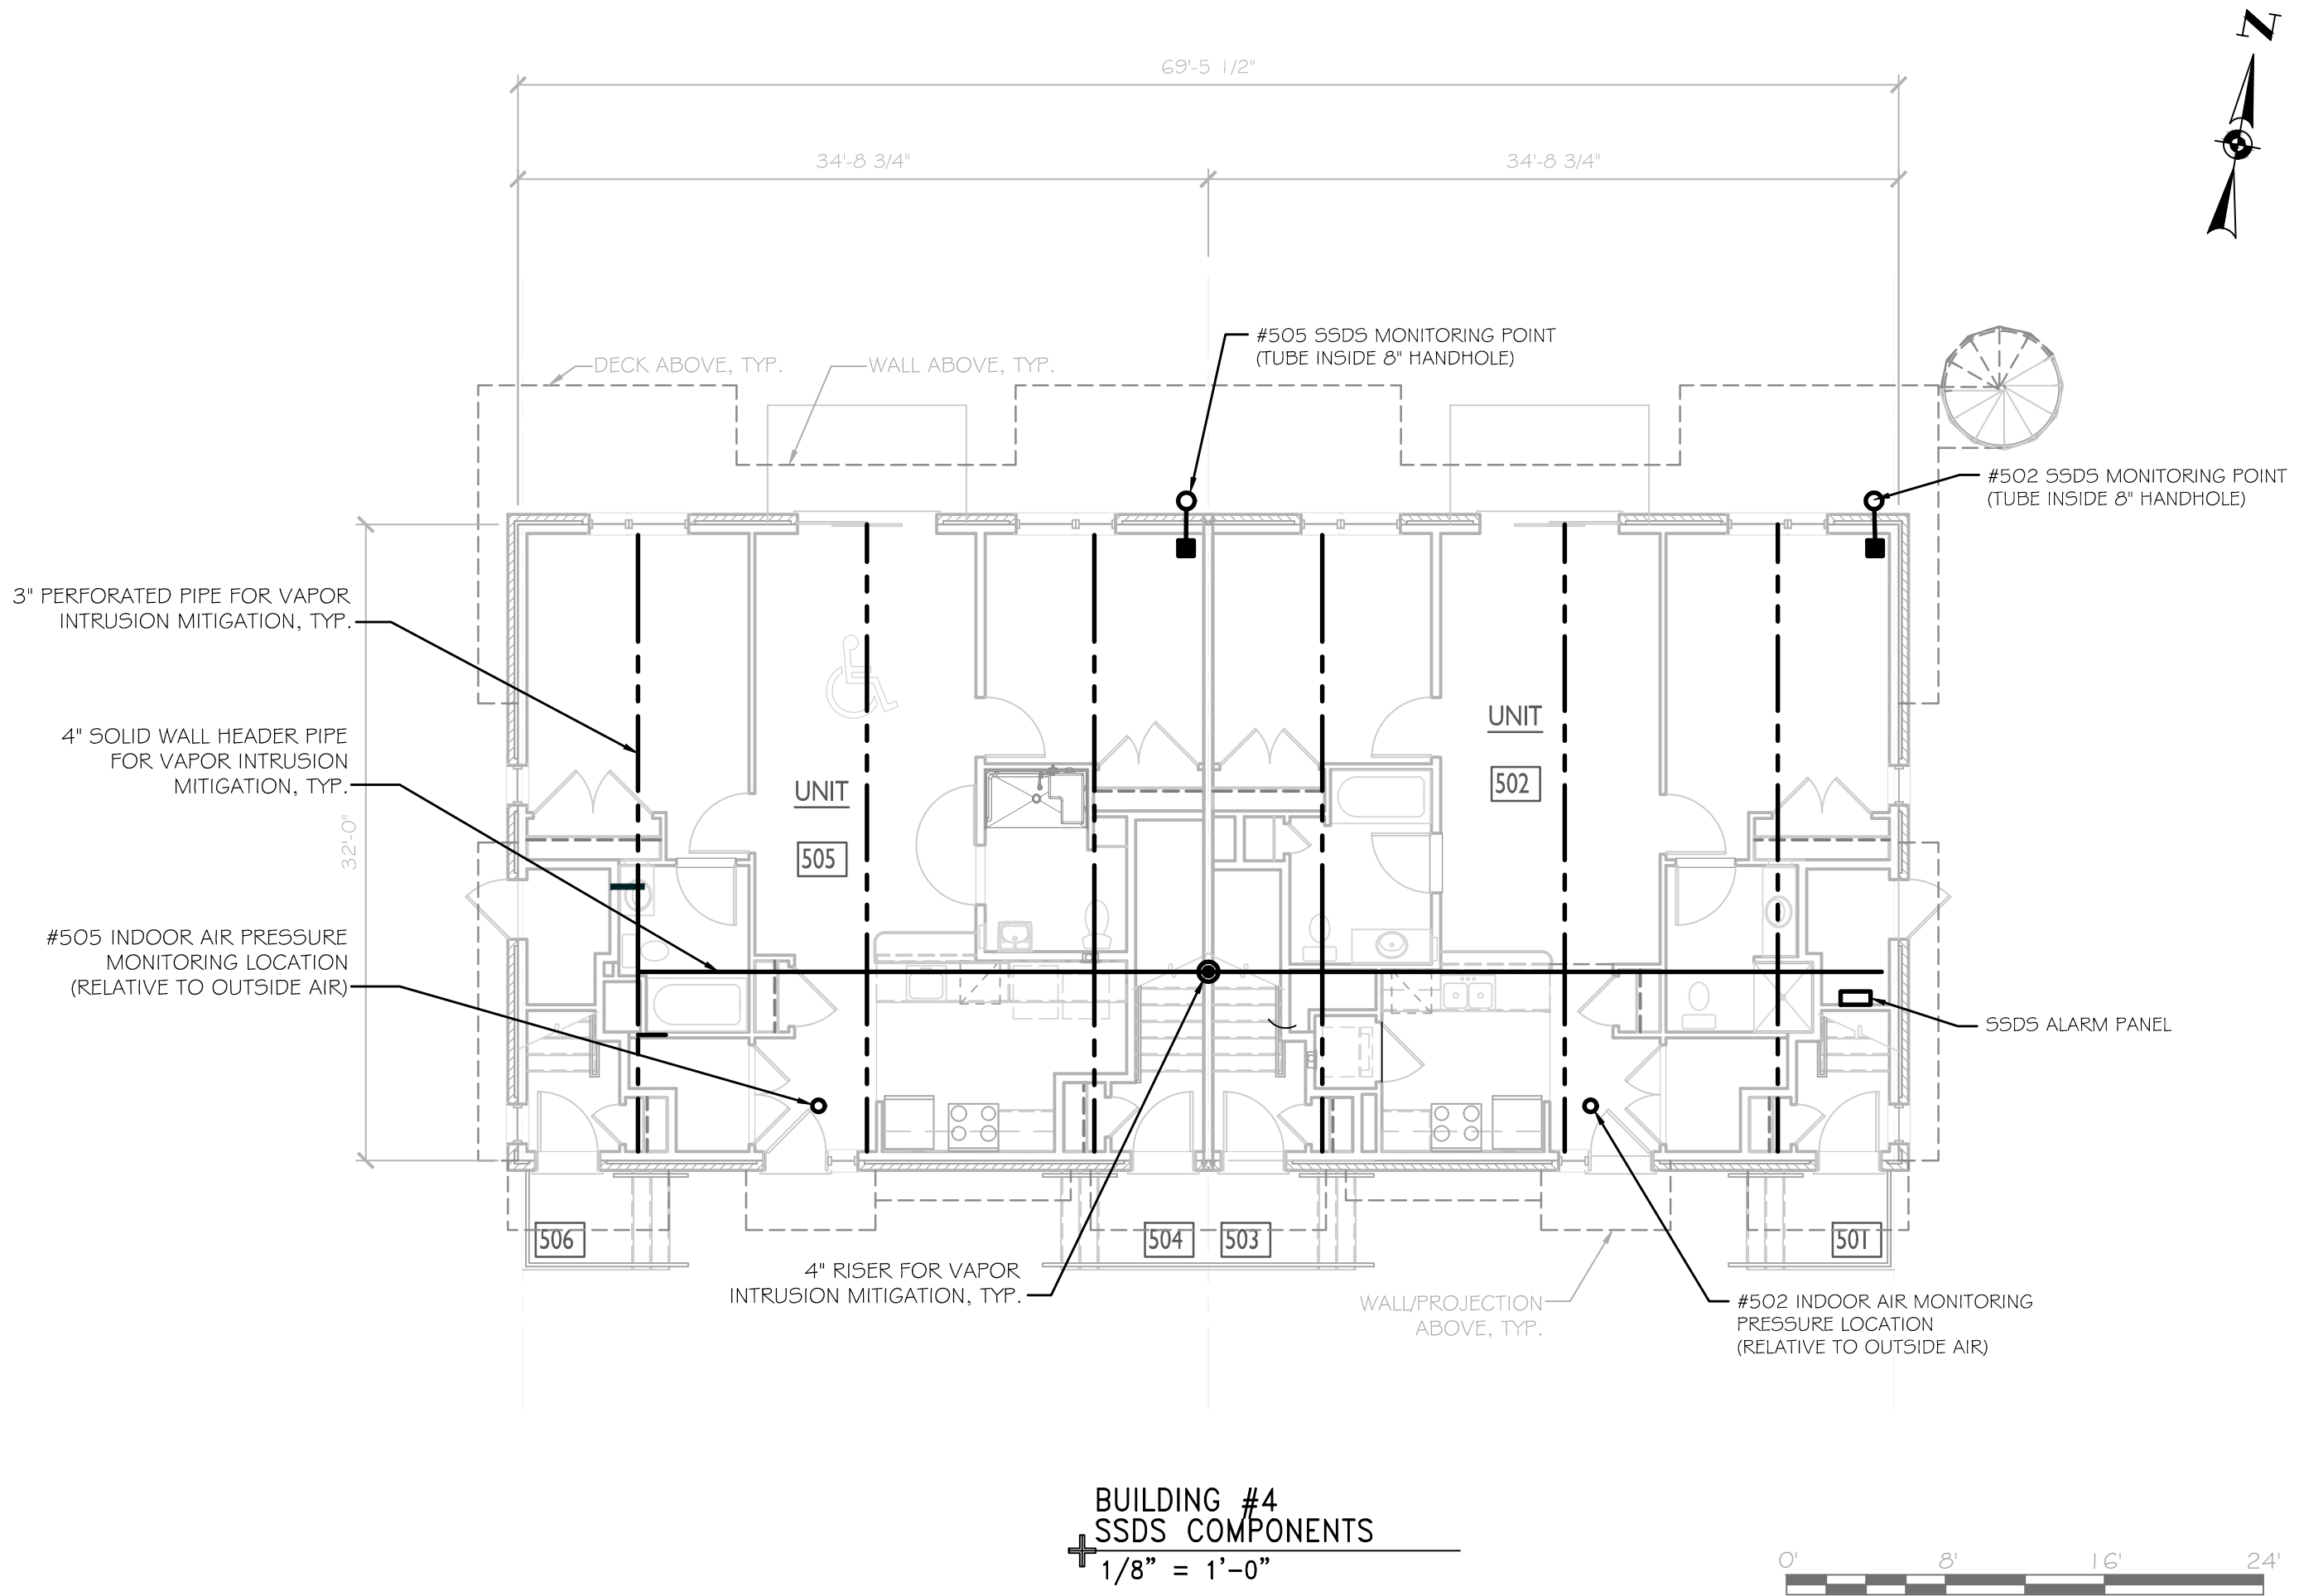 N
69'-5 1/2"
34'-8 3/4"
34'-8 3/4"
#505 SSDS MONITORING POINT
(TUBE INSIDE 8" HANDHOLE)
DECK ABOVE, TYP.
WALL ABOVE, TYP.
#502 SSDS MONITORING POINT
(TUBE INSIDE 8" HANDHOLE)
3" PERFORATED PIPE FOR VAPOR
INTRUSION MITIGATION, TYP.
4" SOLID WALL HEADER PIPE
FOR VAPOR INTRUSION
MITIGATION, TYP.
32'-0"
UNIT
505
UNIT
502
#505 INDOOR AIR PRESSURE
MONITORING LOCATION
(RELATIVE TO OUTSIDE AIR)
SSDS ALARM PANEL
506
504
503
501
4" RISER FOR VAPOR
INTRUSION MITIGATION, TYP.
WALL/PROJECTION
ABOVE, TYP.
#502 INDOOR AIR MONITORING
PRESSURE LOCATION
(RELATIVE TO OUTSIDE AIR)
BUILDING #4
SSDS COMPONENTS
1/8" = 1'-0"
0' 8' 16' 24'